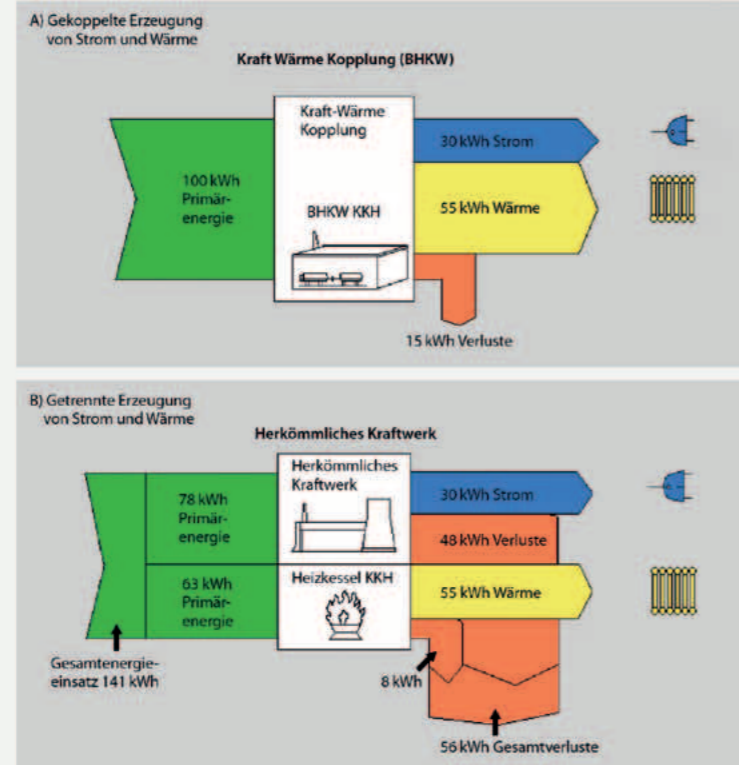 A) Gekoppelte Erzeugung
von Strom und Wärme
Kraft Wärme Kopplung (BHKW)
Kraft-Wärme
Kopplung
30 kWh Strom
100 kWh
Primär-
energie
BHKW KKH
55 kWh Wärme
15 kWh Verluste
B) Getrennte Erzeugung
von Strom und Wärme
Herkömmliches Kraftwerk
Herkömmliches
Kraftwerk
78 kWh
Primär-
energie
30 kWh Strom
48 kWh Verluste
63 kWh
Primär-
energie
Heizkessel KKH
55 kWh Wärme
Gesamtenergie-
einsatz 141 kWh
8 kWh
56 kWh Gesamtverluste